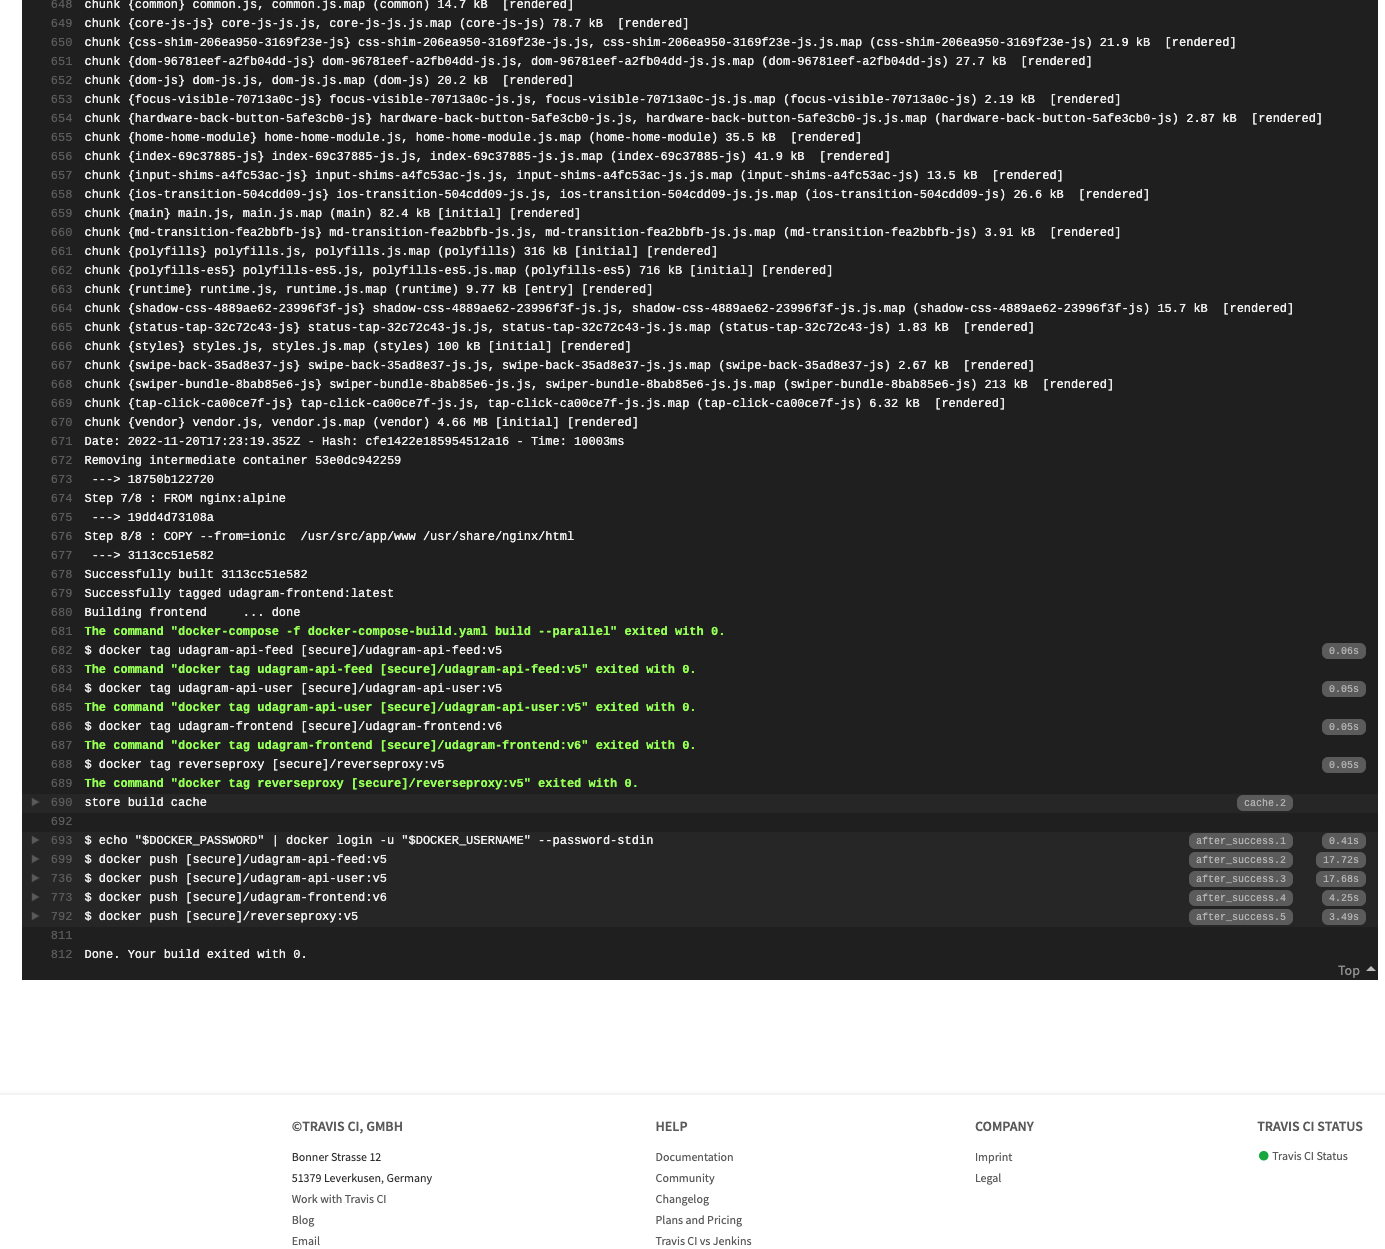 648 chunk {common} common.js, common.js.map (common) 14.7 kB  [rendered]
649 chunk {core-js-js} core-js-js.js, core-js-js.js.map (core-js-js) 78.7 kB  [rendered]
650 chunk {css-shim-206ea950-3169f23e-js} css-shim-206ea950-3169f23e-js.js, css-shim-206ea950-3169f23e-js.js.map (css-shim-206ea950-3169f23e-js) 21.9 kB  [rendered]
651 chunk {dom-96781eef-a2fb04dd-js} dom-96781eef-a2fb04dd-js.js, dom-96781eef-a2fb04dd-js.js.map (dom-96781eef-a2fb04dd-js) 27.7 kB  [rendered]
652 chunk {dom-js} dom-js.js, dom-js.js.map (dom-js) 20.2 kB  [rendered]
653 chunk {focus-visible-70713a0c-js} focus-visible-70713a0c-js.js, focus-visible-70713a0c-js.js.map (focus-visible-70713a0c-js) 2.19 kB  [rendered]
654 chunk {hardware-back-button-5afe3cb0-js} hardware-back-button-5afe3cb0-js.js, hardware-back-button-5afe3cb0-js.js.map (hardware-back-button-5afe3cb0-js) 2.87 kB  [rendered]
655 chunk {home-home-module} home-home-module.js, home-home-module.js.map (home-home-module) 35.5 kB  [rendered]
656 chunk {index-69c37885-js} index-69c37885-js.js, index-69c37885-js.js.map (index-69c37885-js) 41.9 kB  [rendered]
657 chunk {input-shims-a4fc53ac-js} input-shims-a4fc53ac-js.js, input-shims-a4fc53ac-js.js.map (input-shims-a4fc53ac-js) 13.5 kB  [rendered]
658 chunk {ios-transition-504cdd09-js} ios-transition-504cdd09-js.js, ios-transition-504cdd09-js.js.map (ios-transition-504cdd09-js) 26.6 kB  [rendered]
659 chunk {main} main.js, main.js.map (main) 82.4 kB [initial] [rendered]
660 chunk {md-transition-fea2bbfb-js} md-transition-fea2bbfb-js.js, md-transition-fea2bbfb-js.js.map (md-transition-fea2bbfb-js) 3.91 kB  [rendered]
661 chunk {polyfills} polyfills.js, polyfills.js.map (polyfills) 316 kB [initial] [rendered]
662 chunk {polyfills-es5} polyfills-es5.js, polyfills-es5.js.map (polyfills-es5) 716 kB [initial] [rendered]
663 chunk {runtime} runtime.js, runtime.js.map (runtime) 9.77 kB [entry] [rendered]
664 chunk {shadow-css-4889ae62-23996f3f-js} shadow-css-4889ae62-23996f3f-js.js, shadow-css-4889ae62-23996f3f-js.js.map (shadow-css-4889ae62-23996f3f-js) 15.7 kB  [rendered]
665 chunk {status-tap-32c72c43-js} status-tap-32c72c43-js.js, status-tap-32c72c43-js.js.map (status-tap-32c72c43-js) 1.83 kB  [rendered]
666 chunk {styles} styles.js, styles.js.map (styles) 100 kB [initial] [rendered]
667 chunk {swipe-back-35ad8e37-js} swipe-back-35ad8e37-js.js, swipe-back-35ad8e37-js.js.map (swipe-back-35ad8e37-js) 2.67 kB  [rendered]
668 chunk {swiper-bundle-8bab85e6-js} swiper-bundle-8bab85e6-js.js, swiper-bundle-8bab85e6-js.js.map (swiper-bundle-8bab85e6-js) 213 kB  [rendered]
669 chunk {tap-click-ca00ce7f-js} tap-click-ca00ce7f-js.js, tap-click-ca00ce7f-js.js.map (tap-click-ca00ce7f-js) 6.32 kB  [rendered]
670 chunk {vendor} vendor.js, vendor.js.map (vendor) 4.66 MB [initial] [rendered]
671 Date: 2022-11-20T17:23:19.352Z - Hash: cfe1422e185954512a16 - Time: 10003ms
672 Removing intermediate container 53e0dc942259
673  ---> 18750b122720
674 Step 7/8 : FROM nginx:alpine
675  ---> 19dd4d73108a
676 Step 8/8 : COPY --from=ionic  /usr/src/app/www /usr/share/nginx/html
677  ---> 3113cc51e582
678 Successfully built 3113cc51e582
679 Successfully tagged udagram-frontend:latest
680 Building frontend     ... done
681 The command "docker-compose -f docker-compose-build.yaml build --parallel" exited with 0.
682 $ docker tag udagram-api-feed [secure]/udagram-api-feed:v5 0.06s
683 The command "docker tag udagram-api-feed [secure]/udagram-api-feed:v5" exited with 0.
684 $ docker tag udagram-api-user [secure]/udagram-api-user:v5 0.05s
685 The command "docker tag udagram-api-user [secure]/udagram-api-user:v5" exited with 0.
686 $ docker tag udagram-frontend [secure]/udagram-frontend:v6 0.05s
687 The command "docker tag udagram-frontend [secure]/udagram-frontend:v6" exited with 0.
688 $ docker tag reverseproxy [secure]/reverseproxy:v5 0.05s
689 The command "docker tag reverseproxy [secure]/reverseproxy:v5" exited with 0.
690 store build cache cache.2
692
693 $ echo "$DOCKER_PASSWORD" | docker login -u "$DOCKER_USERNAME" --password-stdin after_success.1 0.41s
699 $ docker push [secure]/udagram-api-feed:v5 after_success.2 17.72s
736 $ docker push [secure]/udagram-api-user:v5 after_success.3 17.68s
773 $ docker push [secure]/udagram-frontend:v6 after_success.4 4.25s
792 $ docker push [secure]/reverseproxy:v5 after_success.5 3.49s
811
812 Done. Your build exited with 0.
Top
©TRAVIS CI, GMBH
Bonner Strasse 12
51379 Leverkusen, Germany
Work with Travis CI
Blog
Email
HELP
Documentation
Community
Changelog
Plans and Pricing
Travis CI vs Jenkins
COMPANY
Imprint
Legal
TRAVIS CI STATUS
Travis CI Status